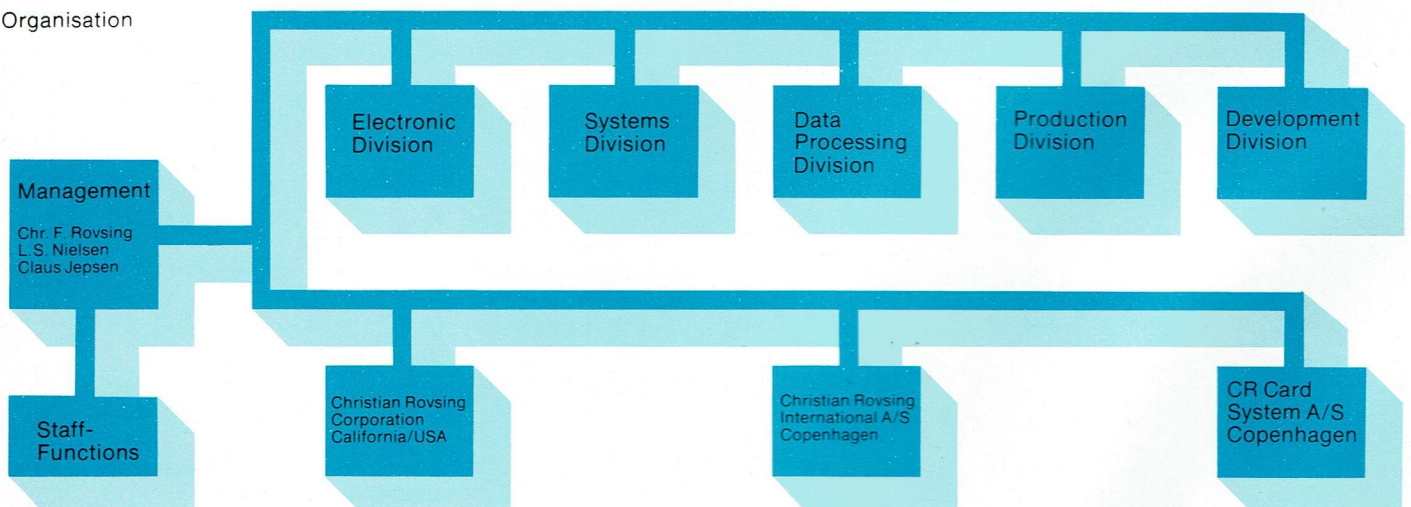 Organisation
Electronic
Division
Systems
Division
Data
Processing
Division
Production
Division
Development
Division
Management
Chr. F. Rovsing
L.S. Nielsen
Claus Jepsen
Staff-
Functions
Christian Rovsing
Corporation
California/USA
Christian Rovsing
International A/S
Copenhagen
CR Card
System A/S
Copenhagen